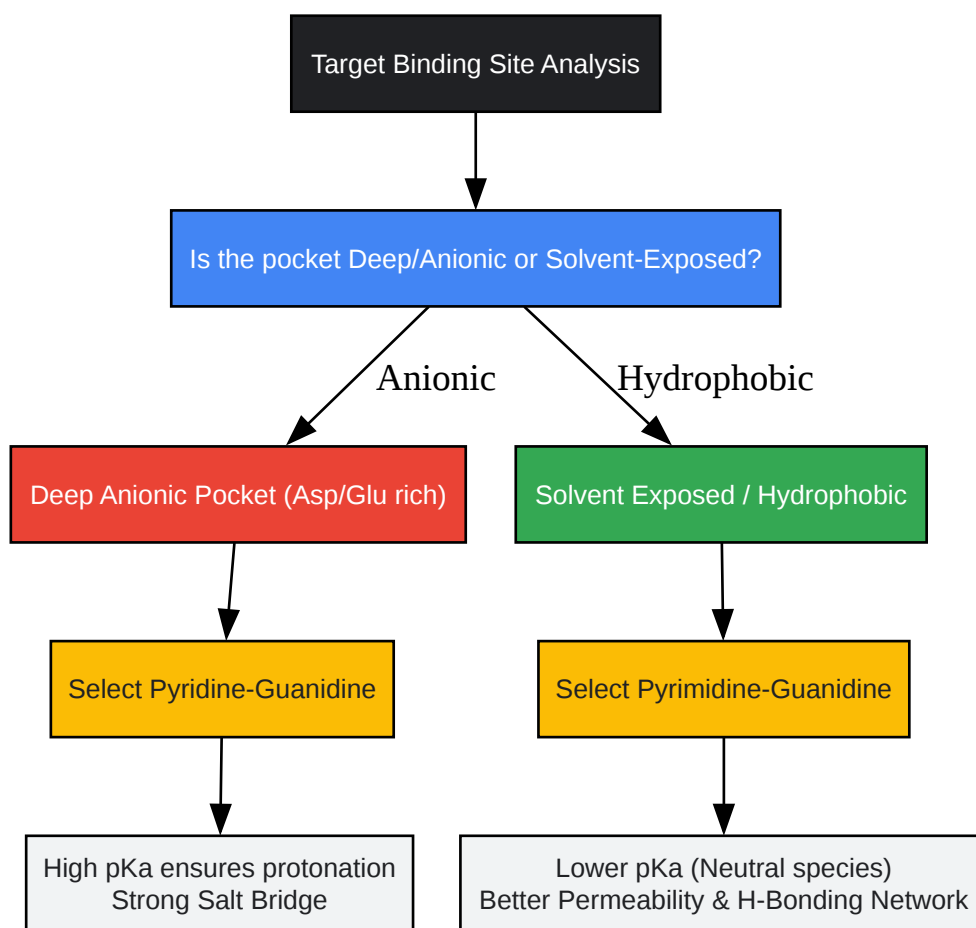 Target Binding Site Analysis
Is the pocket Deep/Anionic or Solvent-Exposed?
Anionic
Hydrophobic
Deep Anionic Pocket (Asp/Glu rich)
Solvent Exposed / Hydrophobic
Select Pyridine-Guanidine
Select Pyrimidine-Guanidine
High pKa ensures protonation
Strong Salt Bridge
Lower pKa (Neutral species)
Better Permeability & H-Bonding Network